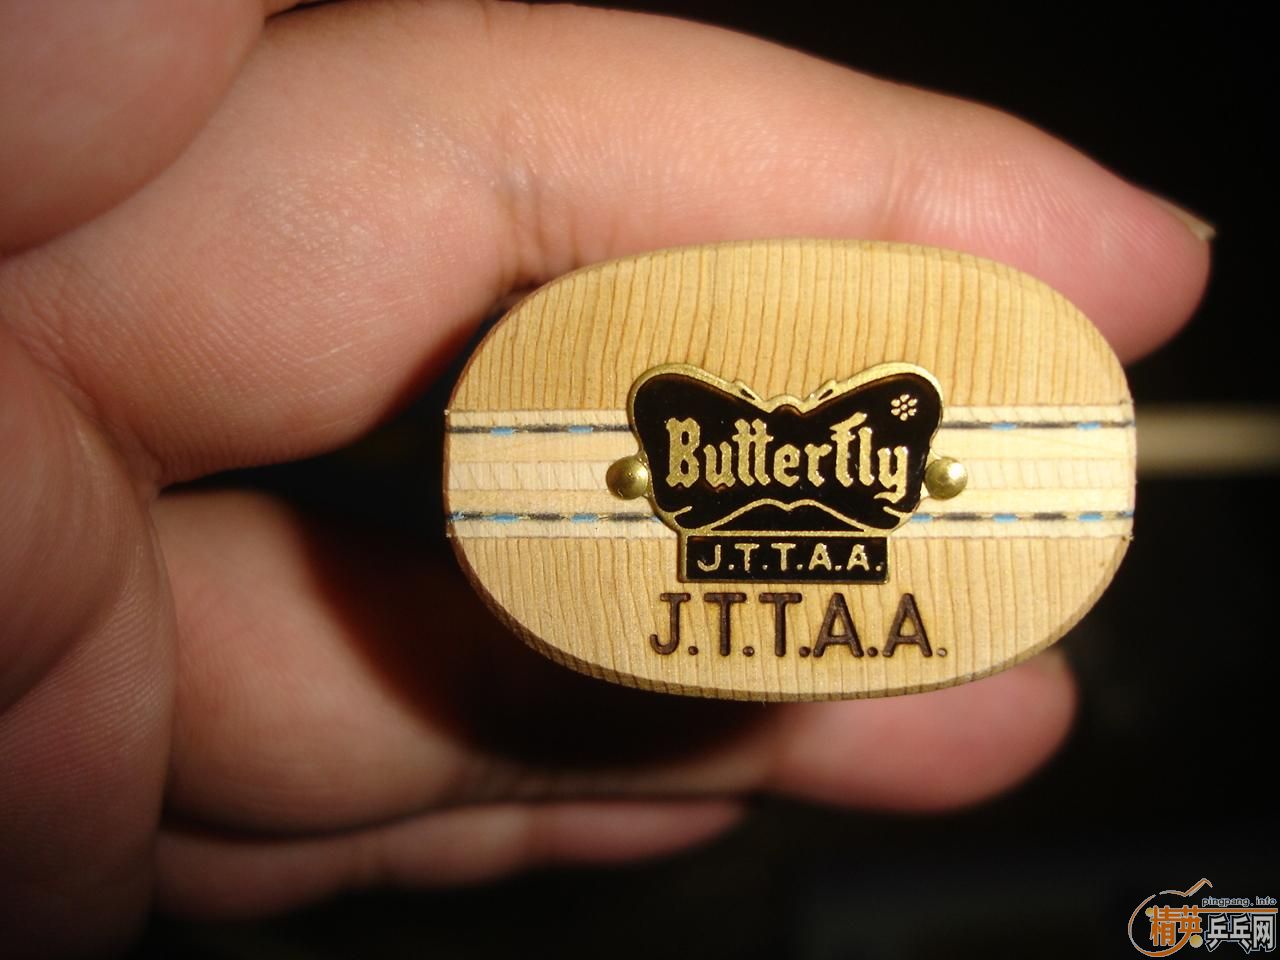 Butterfly
J.T.T.A.A.
J.T.T.A.A.
pingpang.info
精英乒乓网